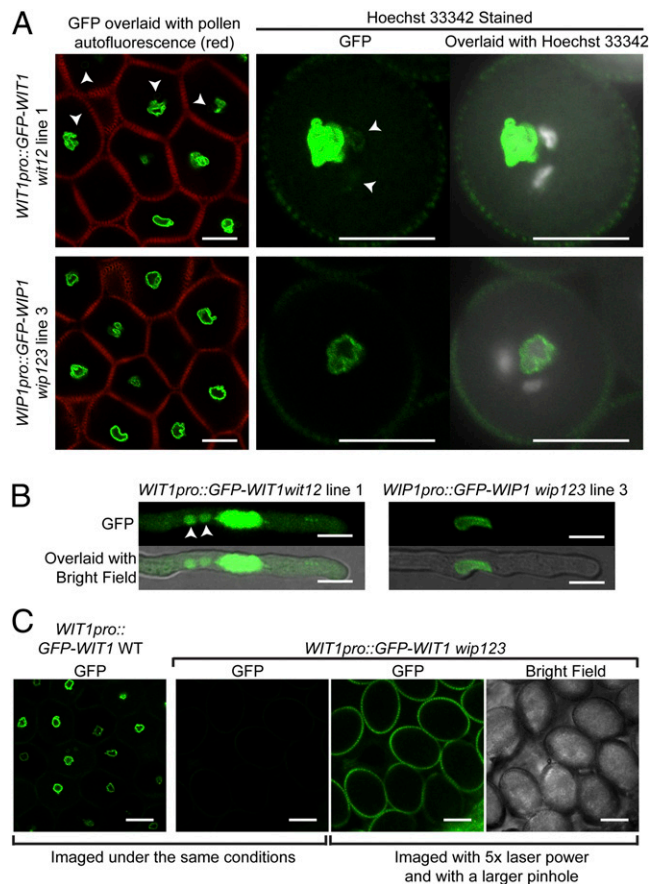 A
GFP overlaid with pollen
autofluorescence (red)
Hoechst 33342 Stained
GFP
Overlaid with Hoechst 33342
WIT1pro::GFP-WIT1
wit12 line 1
WIP1pro::GFP-WIP1
wip123 line 3
B
WIT1pro::GFP-WIT1wit12 line 1
WIP1pro::GFP-WIP1 wip123 line 3
GFP
Overlaid with
Bright Field
C
WIT1pro::
GFP-WIT1 WT
WIT1pro::GFP-WIT1 wip123
GFP
GFP
GFP
Bright Field
Imaged under the same conditions
Imaged with 5x laser power
and with a larger pinhole